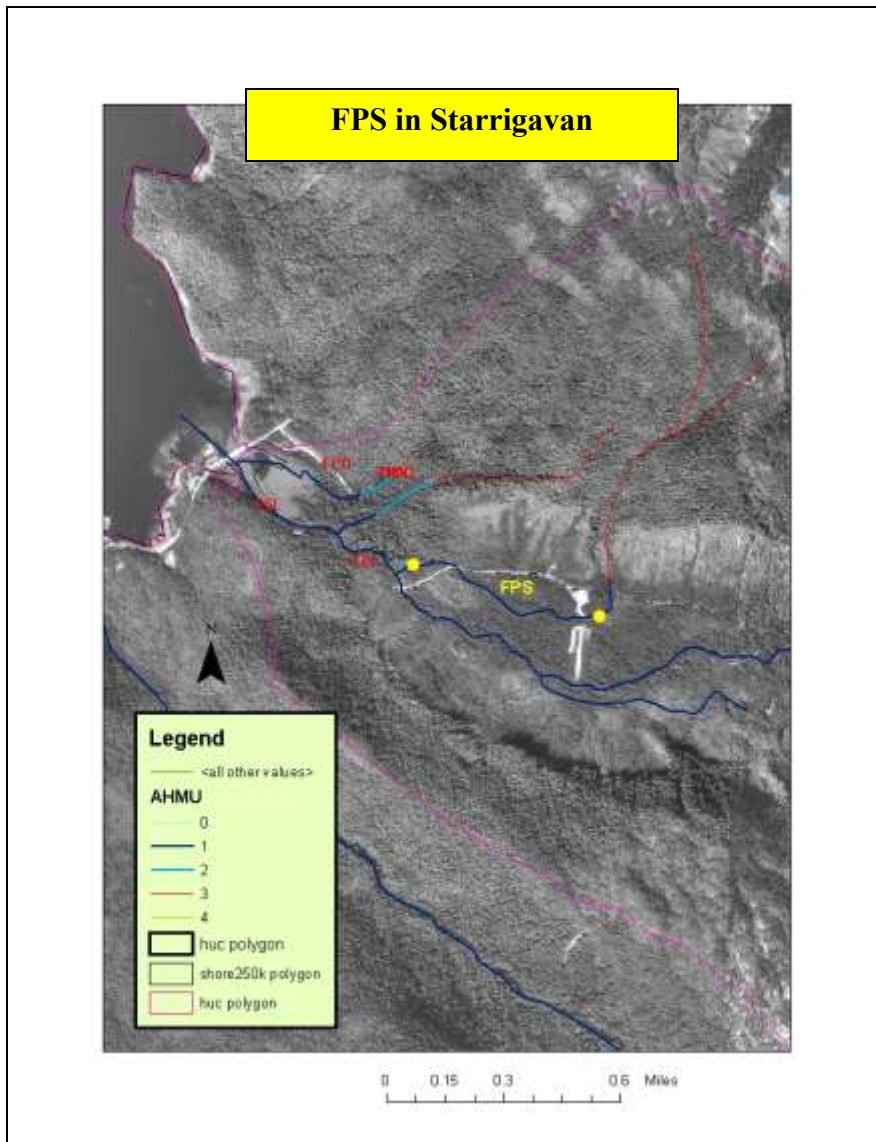 FPS in Starrigavan
FPS
N
Legend
<all other values>
AHMU
0
1
2
3
4
huc polygon
shore250k polygon
huc polygon
0 0.15 0.3 0.6 Miles